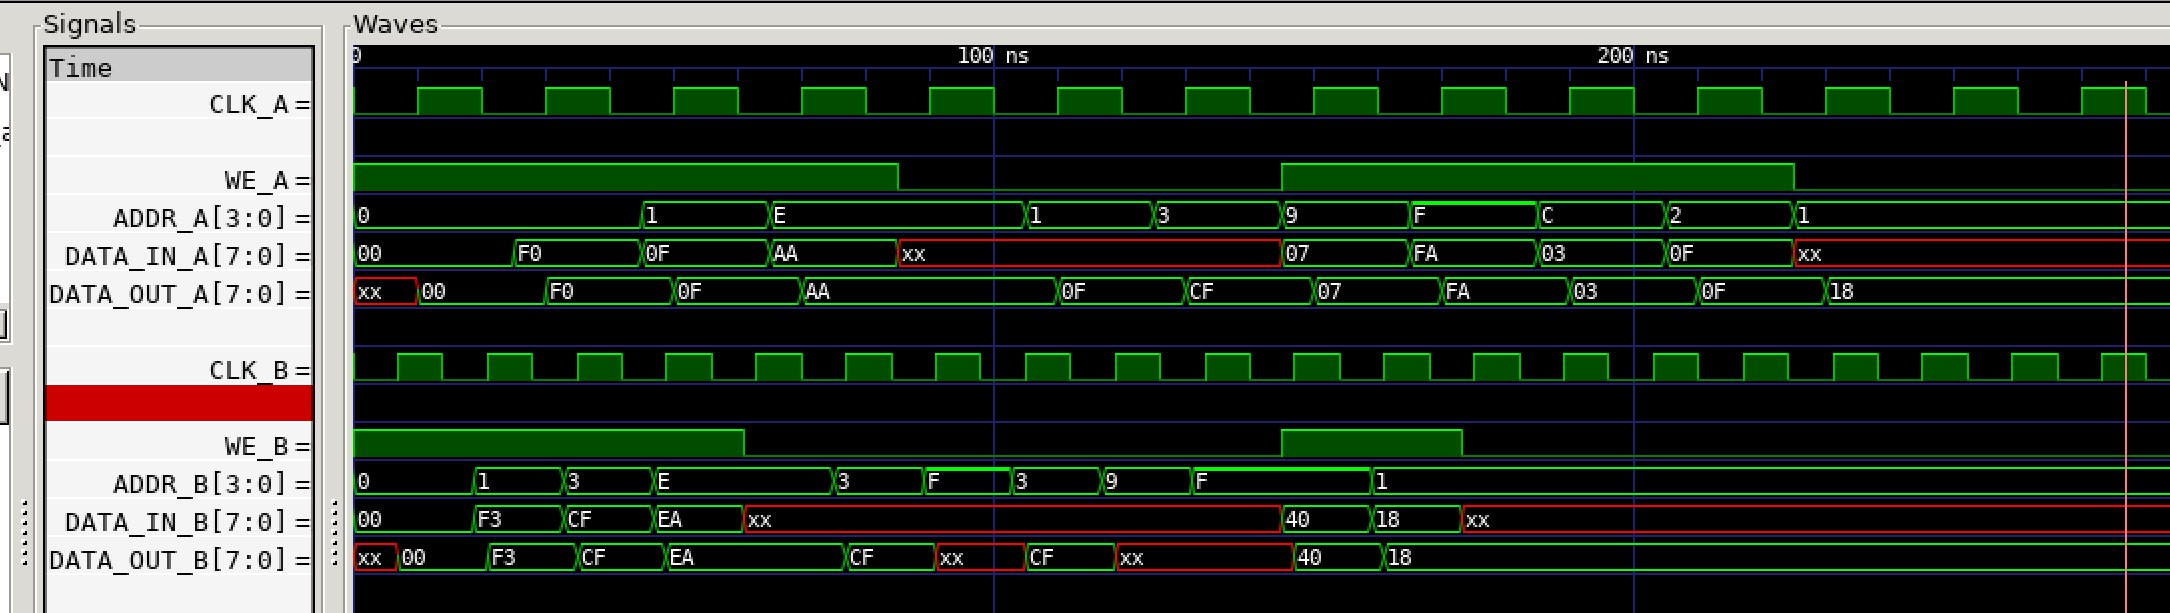 Signals Waves
Time 0 100 ns 200 ns
CLK_A =
WE_A =
ADDR_A[3:0] = 0 1 E 1 3 9 F C 2 1
DATA_IN_A[7:0] = 00 F0 0F AA xx 07 FA 03 0F xx
DATA_OUT_A[7:0] = xx 00 F0 0F AA 0F CF 07 FA 03 0F 18
CLK_B =
WE_B =
ADDR_B[3:0] = 0 1 3 E 3 F 3 9 F 1
DATA_IN_B[7:0] = 00 F3 CF EA xx 40 18 xx
DATA_OUT_B[7:0] = xx 00 F3 CF EA CF xx CF xx 40 18